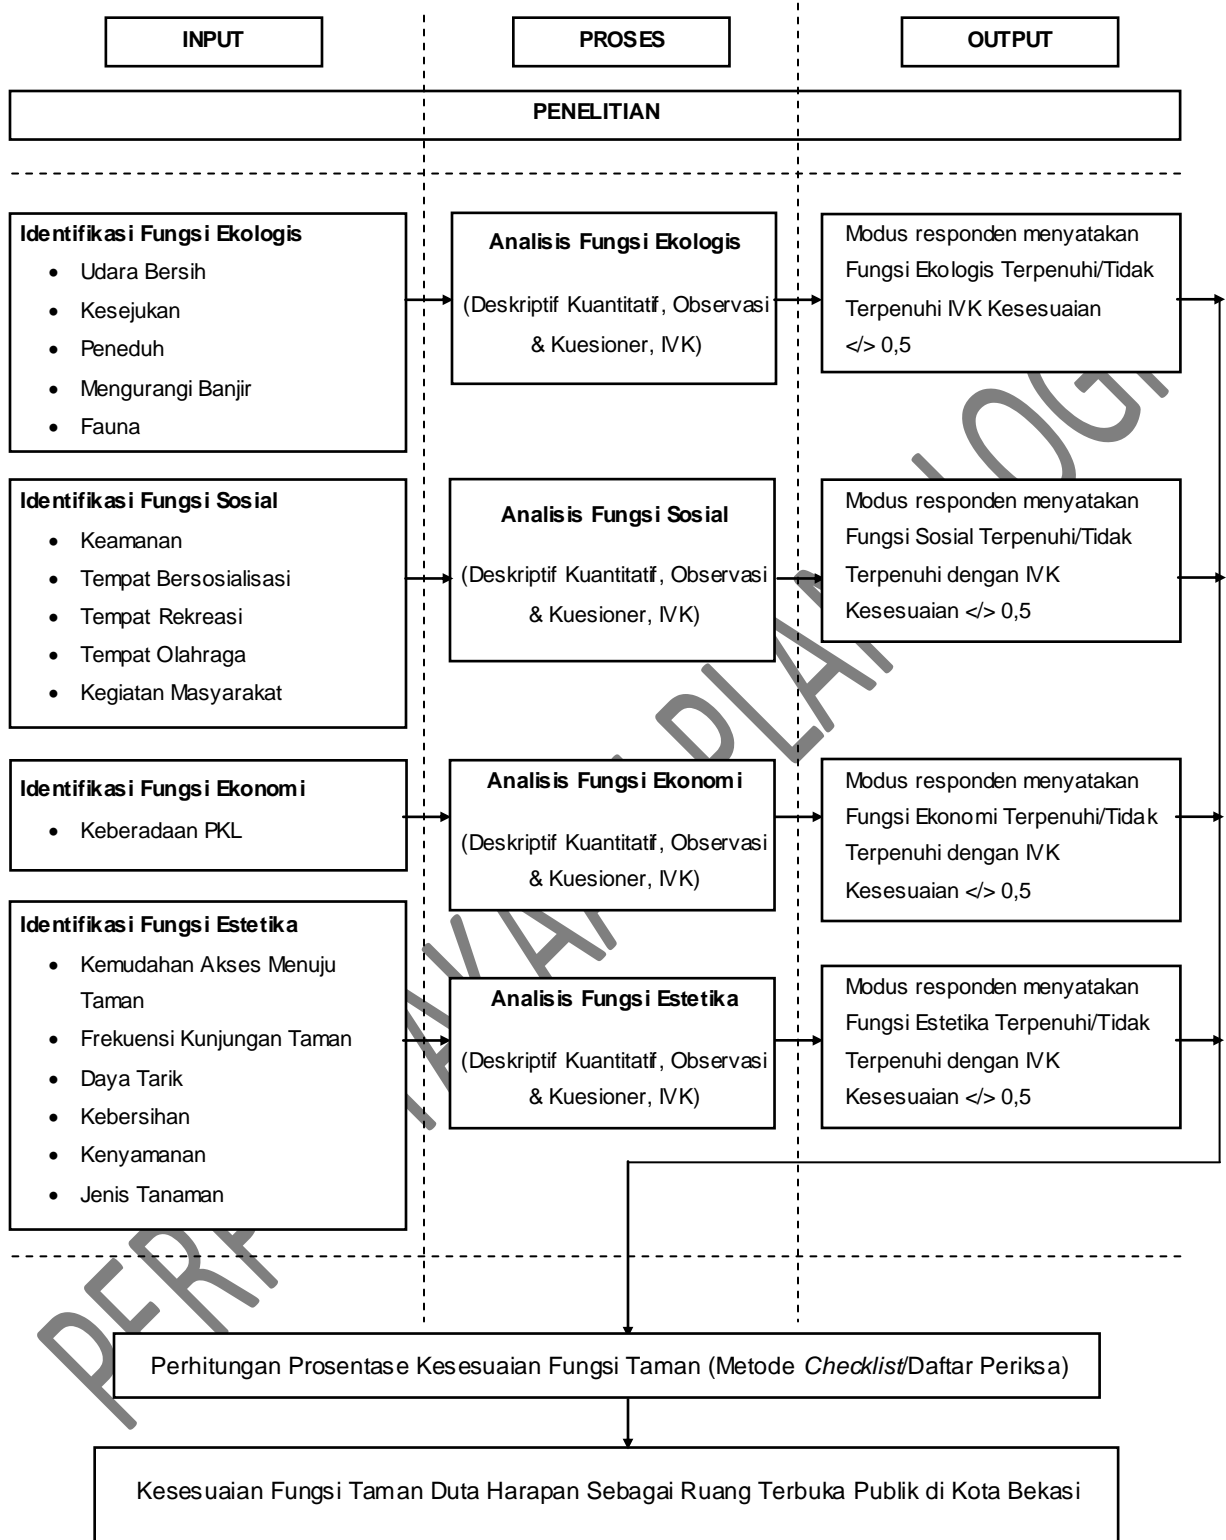 INPUT
PROSES
OUTPUT
PENELITIAN
Identifikasi Fungsi Ekologis
• Udara Bersih
• Kesejukan
• Peneduh
• Mengurangi Banjir
• Fauna
Analisis Fungsi Ekologis
(Deskriptif Kuantitatif, Observasi
& Kuesioner, IVK)
Modus responden menyatakan
Fungsi Ekologis Terpenuhi/Tidak
Terpenuhi IVK Kesesuaian
</> 0,5
Identifikasi Fungsi Sosial
• Keamanan
• Tempat Bersosialisasi
• Tempat Rekreasi
• Tempat Olahraga
• Kegiatan Masyarakat
Analisis Fungsi Sosial
(Deskriptif Kuantitatif, Observasi
& Kuesioner, IVK)
Modus responden menyatakan
Fungsi Sosial Terpenuhi/Tidak
Terpenuhi dengan IVK
Kesesuaian </> 0,5
Identifikasi Fungsi Ekonomi
• Keberadaan PKL
Analisis Fungsi Ekonomi
(Deskriptif Kuantitatif, Observasi
& Kuesioner, IVK)
Modus responden menyatakan
Fungsi Ekonomi Terpenuhi/Tidak
Terpenuhi dengan IVK
Kesesuaian </> 0,5
Identifikasi Fungsi Estetika
• Kemudahan Akses Menuju
Taman
• Frekuensi Kunjungan Taman
• Daya Tarik
• Kebersihan
• Kenyamanan
• Jenis Tanaman
Analisis Fungsi Estetika
(Deskriptif Kuantitatif, Observasi
& Kuesioner, IVK)
Modus responden menyatakan
Fungsi Estetika Terpenuhi/Tidak
Terpenuhi dengan IVK
Kesesuaian </> 0,5
Perhitungan Prosentase Kesesuaian Fungsi Taman (Metode Checklist/Daftar Periksa)
Kesesuaian Fungsi Taman Duta Harapan Sebagai Ruang Terbuka Publik di Kota Bekasi